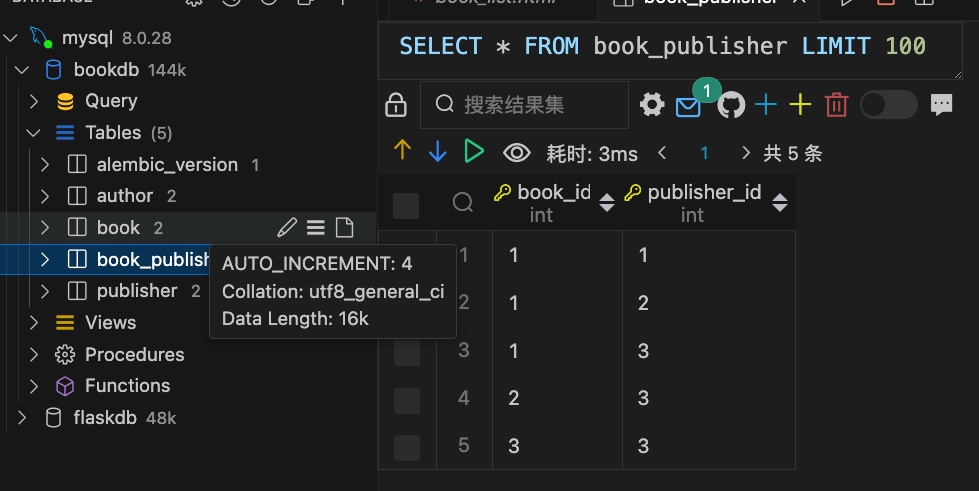 DATABASE
mysql 8.0.28
bookdb 144k
Query
Tables (5)
alembic_version 1
author 2
book 2
book_publish
publisher 2
Views
Procedures
Functions
flaskdb 48k
AUTO_INCREMENT: 4
Collation: utf8_general_ci
Data Length: 16k
book_publisher
SELECT * FROM book_publisher LIMIT 100
搜索结果集
1
耗时: 3ms
1
共 5 条
book_id publisher_id
int int
1 1 1
2 1 2
3 1 3
4 2 3
5 3 3